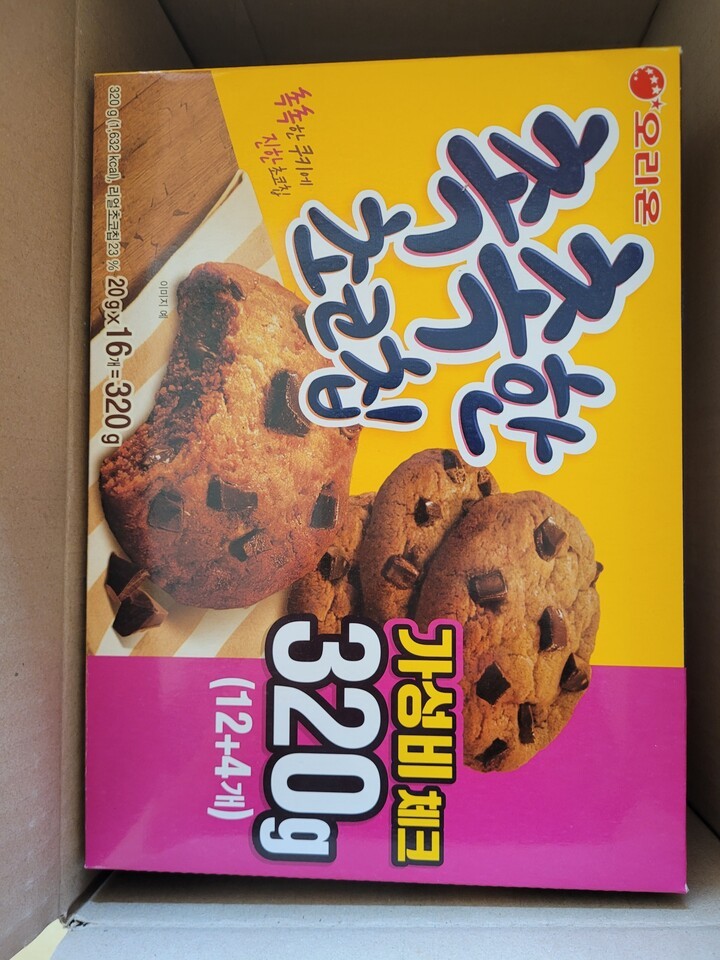 오리온
촉촉한
초코칩
촉촉한 쿠키에
진한 초코칩
이미지 예
320 g (1,632 kcal), 리얼초코칩 23 % 20 g x 16개 = 320 g
가성비 체크
320g
(12+4개)